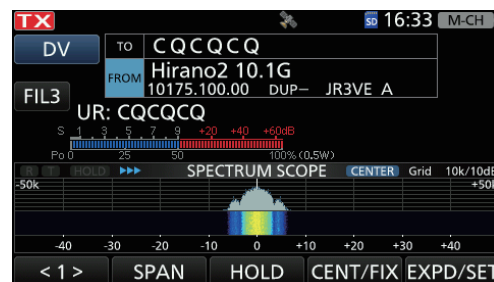 TX SD 16:33 M-CH
DV TO CQCQCQ
FROM Hirano2 10.1G
10175.100.00 DUP− JR3VE A
FIL3
UR: CQCQCQ
S 1 3 5 7 9 +20 +40 +60dB
Po 0 25 50 100% (0.5W)
R T HOLD SPECTRUM SCOPE CENTER Grid 10k/10dB
-50k +50k
-40 -30 -20 -10 0 +10 +20 +30 +40
< 1 > SPAN HOLD CENT/FIX EXPD/SET